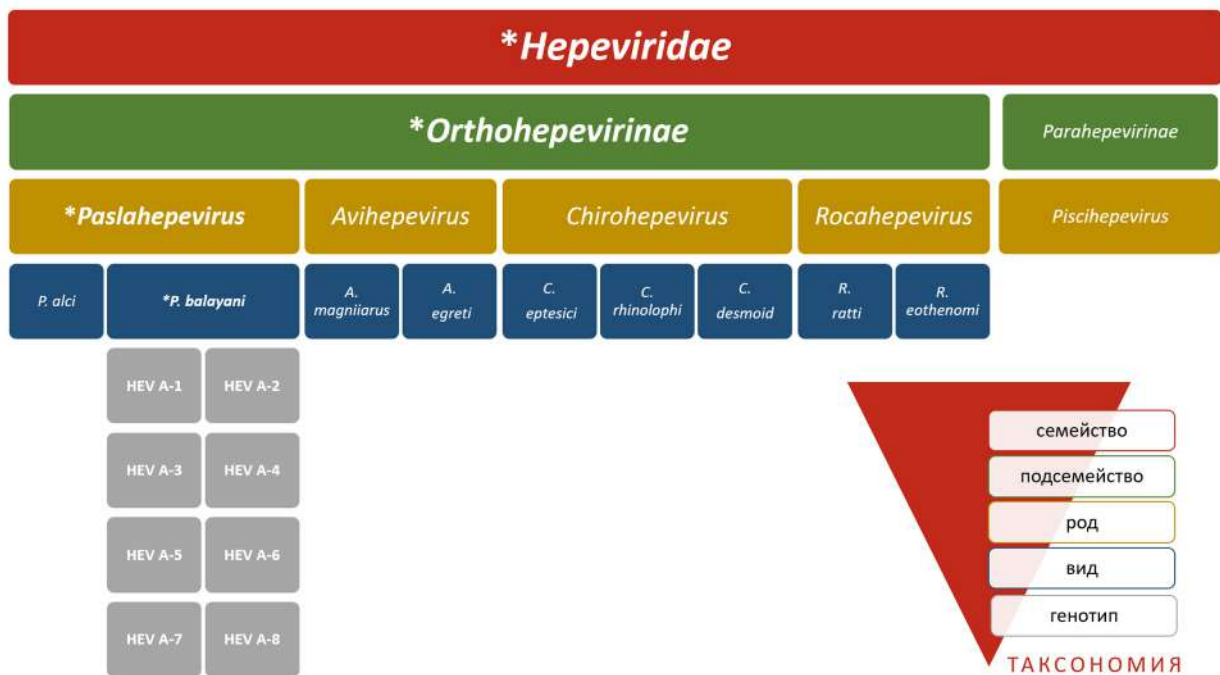 *Hepeviridae
*Orthohepevirinae
Parahepevirinae
*Paslahepevirus
Avihepevirus
Chirohepevirus
Rocahepevirus
Piscihepevirus
P. alci
*P. balayani
A.
magniiarus
A.
egreti
C.
eptesici
C.
rhinolophi
C.
desmoid
R.
ratti
R.
eothenomi
HEV A-1
HEV A-2
HEV A-3
HEV A-4
HEV A-5
HEV A-6
HEV A-7
HEV A-8
семейство
подсемейство
род
вид
генотип
ТАКСОНОМИЯ